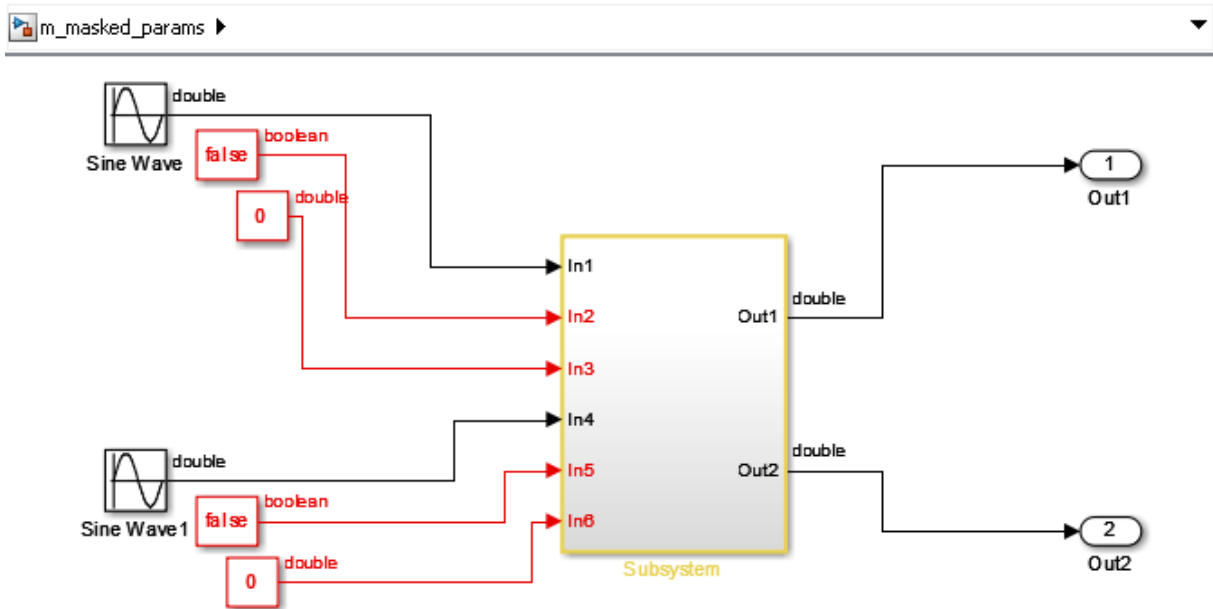 m_masked_params
double
Sine Wave
false
boolean
0
double
In1
In2
In3
In4
In5
In6
Out1
Out2
Subsystem
double
1
Out1
double
2
Out2
double
Sine Wave1
false
boolean
0
double